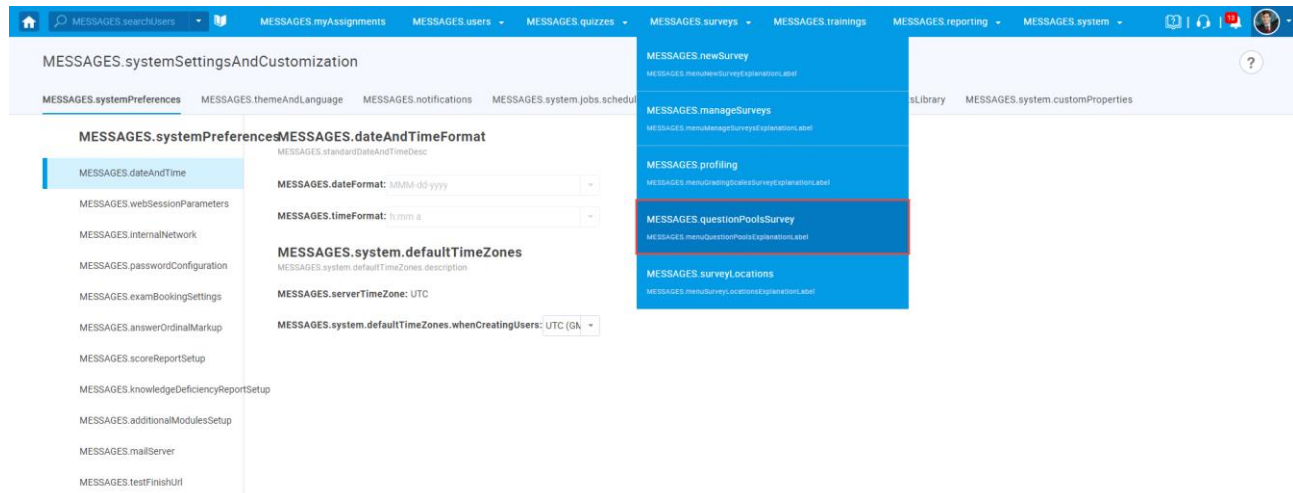 MESSAGES.searchUsers MESSAGES.myAssignments MESSAGES.users MESSAGES.quizzes MESSAGES.surveys MESSAGES.trainings MESSAGES.reporting MESSAGES.system 13
MESSAGES.systemSettingsAndCustomization ?
MESSAGES.systemPreferences MESSAGES.themeAndLanguage MESSAGES.notifications MESSAGES.system.jobs.schedul sLibrary MESSAGES.system.customProperties
MESSAGES.newSurvey
MESSAGES.menuNewSurveyExplanationLabel
MESSAGES.manageSurveys
MESSAGES.menuManageSurveysExplanationLabel
MESSAGES.profiling
MESSAGES.menuGradingScalesSurveyExplanationLabel
MESSAGES.questionPoolsSurvey
MESSAGES.menuQuestionPoolsExplanationLabel
MESSAGES.surveyLocations
MESSAGES.menuSurveyLocationsExplanationLabel
MESSAGES.systemPreferences
MESSAGES.dateAndTime
MESSAGES.webSessionParameters
MESSAGES.internalNetwork
MESSAGES.passwordConfiguration
MESSAGES.examBookingSettings
MESSAGES.answerOrdinalMarkup
MESSAGES.scoreReportSetup
MESSAGES.knowledgeDeficiencyReportSetup
MESSAGES.additionalModulesSetup
MESSAGES.mailServer
MESSAGES.testFinishUrl
MESSAGES.dateAndTimeFormat
MESSAGES.standardDateAndTimeDesc
MESSAGES.dateFormat: MMM-dd-yyyy
MESSAGES.timeFormat: h:mm a
MESSAGES.system.defaultTimeZones
MESSAGES.system.defaultTimeZones.description
MESSAGES.serverTimeZone: UTC
MESSAGES.system.defaultTimeZones.whenCreatingUsers: UTC (GM